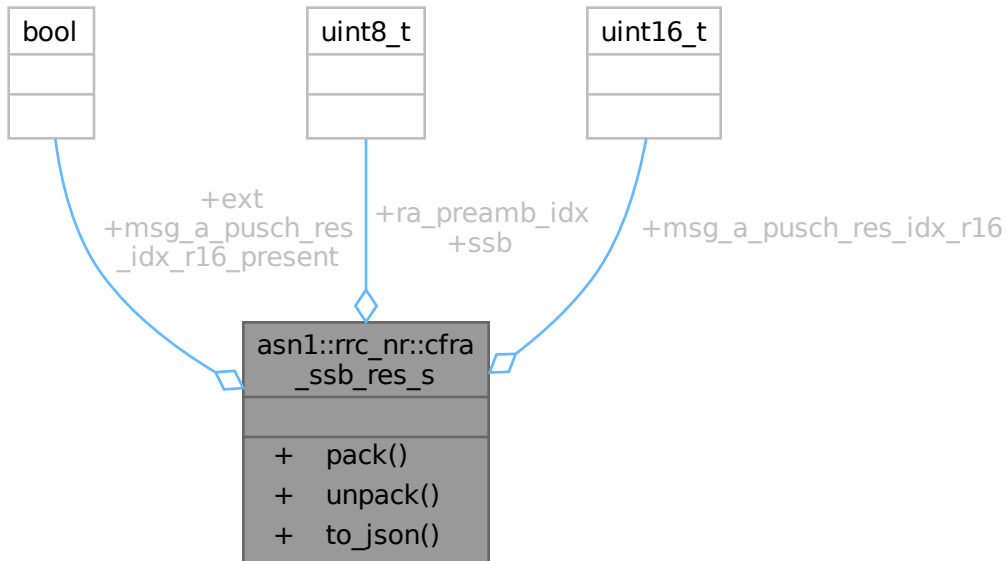 bool
uint8_t
uint16_t
+ext
+msg_a_pusch_res
_idx_r16_present
+ra_preamb_idx
+ssb
+msg_a_pusch_res_idx_r16
asn1::rrc_nr::cfra
_ssb_res_s
+ pack()
+ unpack()
+ to_json()